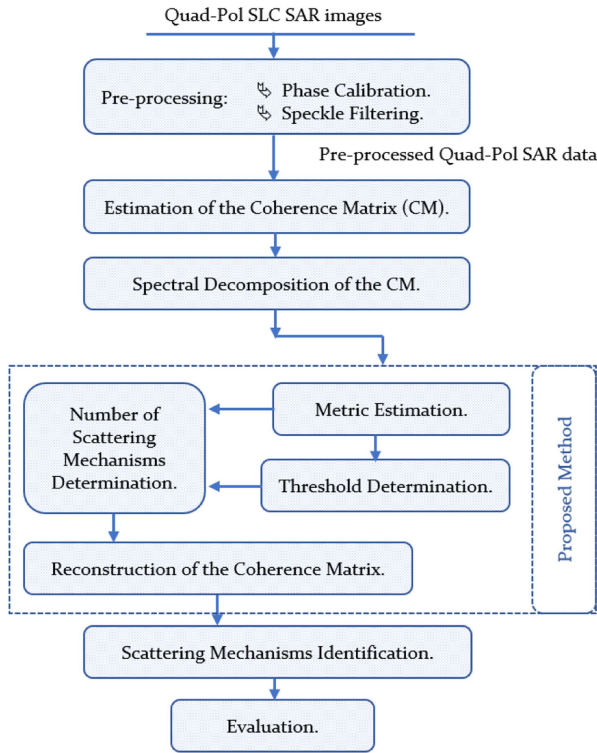 Quad-Pol SLC SAR images
Pre-processing:
Phase Calibration.
Speckle Filtering.
Pre-processed Quad-Pol SAR data
Estimation of the Coherence Matrix (CM).
Spectral Decomposition of the CM.
Number of
Scattering
Mechanisms
Determination.
Metric Estimation.
Threshold Determination.
Reconstruction of the Coherence Matrix.
Proposed Method
Scattering Mechanisms Identification.
Evaluation.